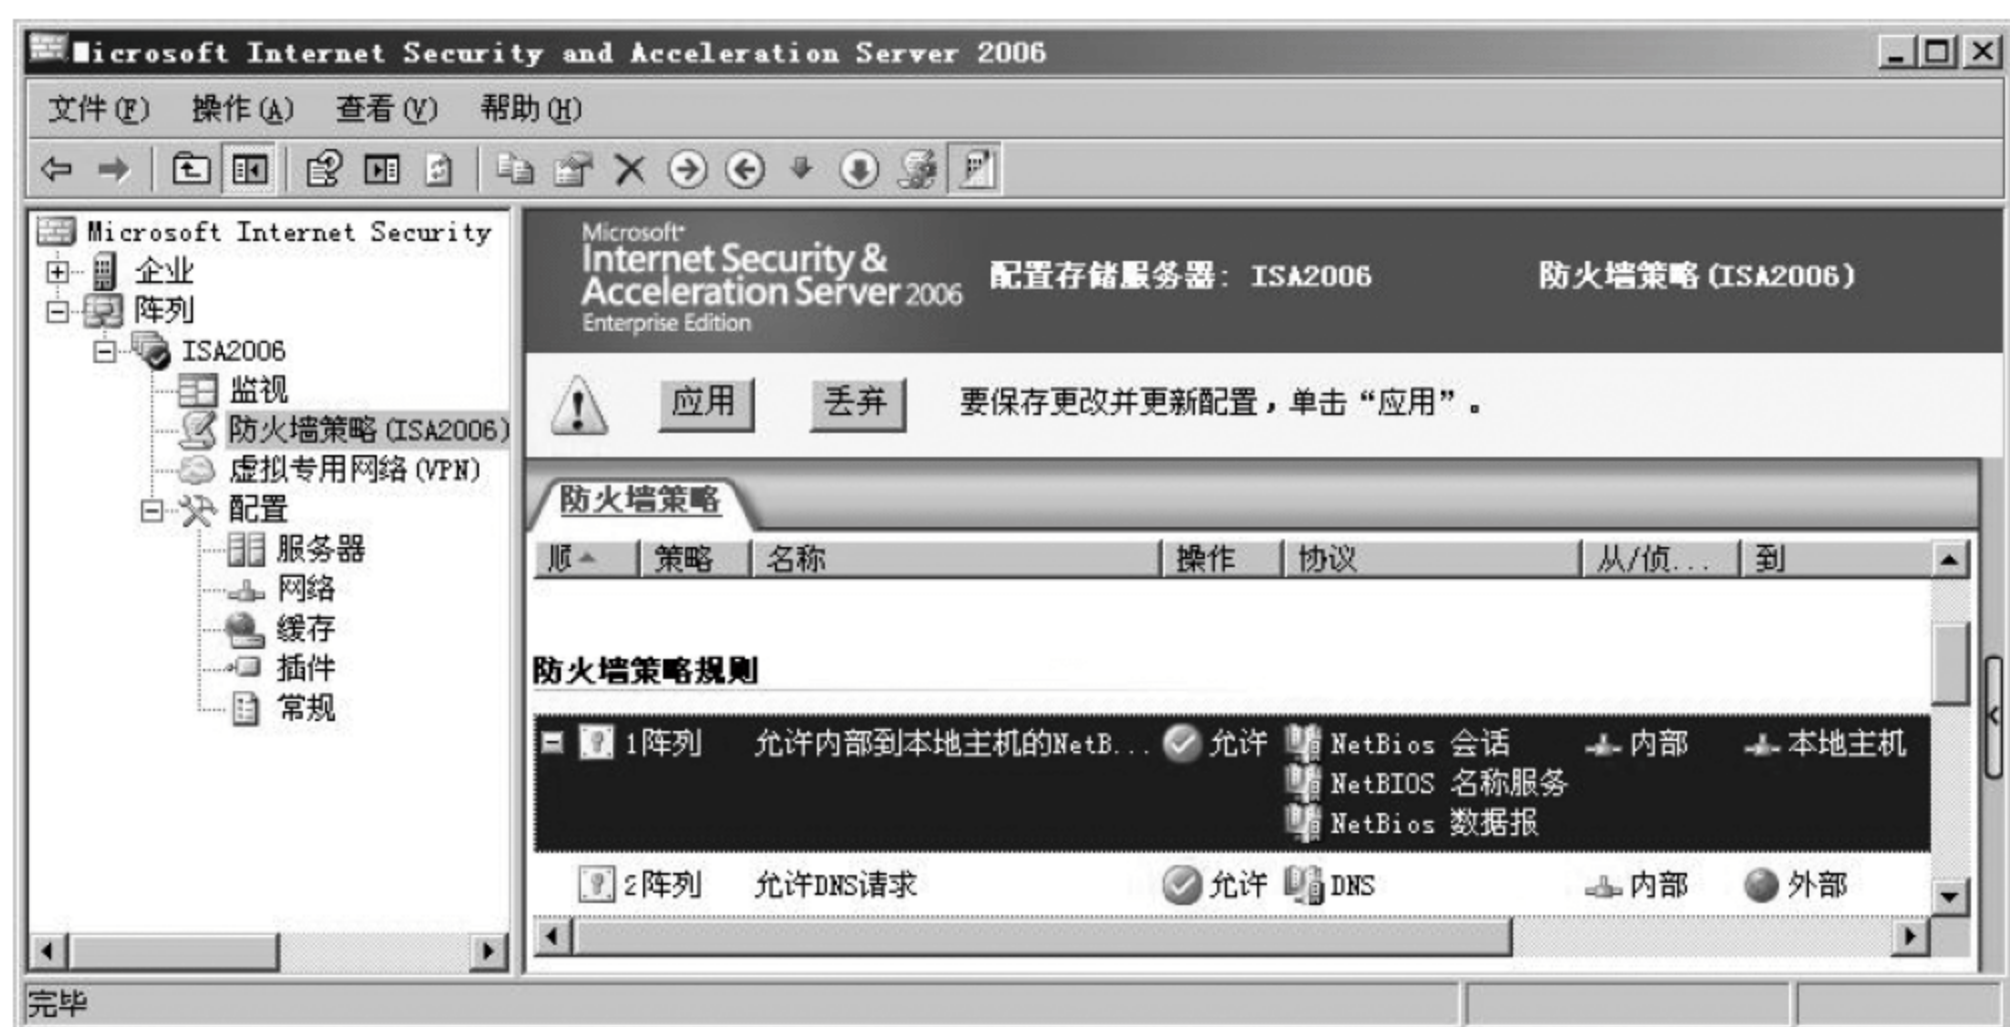 Microsoft Internet Security and Acceleration Server 2006
文件(F) 操作(A) 查看(V) 帮助(H)
Microsoft Internet Security
企业
阵列
ISA2006
监视
防火墙策略(ISA2006)
虚拟专用网络(VPN)
配置
服务器
网络
缓存
插件
常规
Microsoft
Internet Security &
Acceleration Server 2006
Enterprise Edition
配置存储服务器: ISA2006
防火墙策略(ISA2006)
应用 丢弃 要保存更改并更新配置，单击“应用”。
防火墙策略
顺 策略 名称 操作 协议 从/侦... 到
防火墙策略规则
1 阵列 允许内部到本地主机的NetB... 允许 NetBios 会话 内部 本地主机
NetBIOS 名称服务
NetBios 数据报
2 阵列 允许DNS请求 允许 DNS 内部 外部
完毕